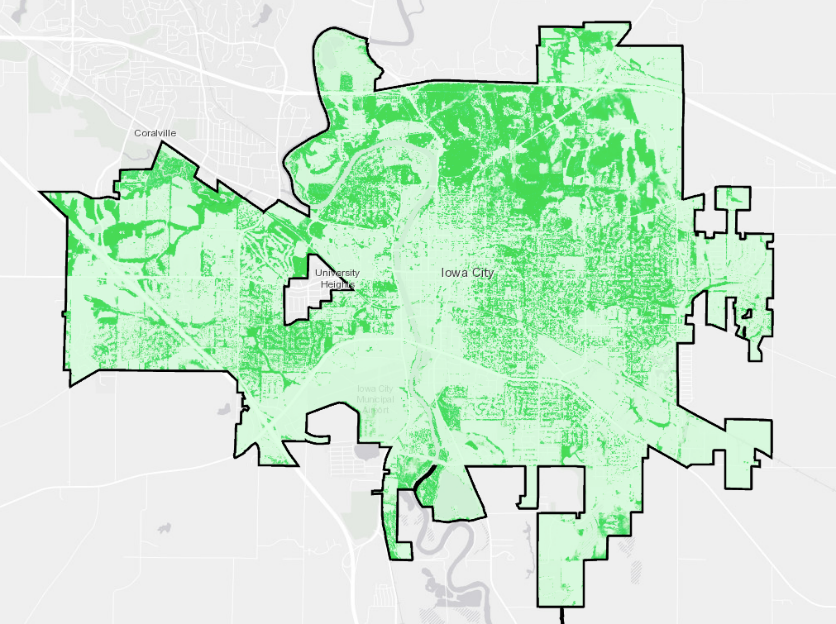 Coralville
University
Heights
Iowa City
Iowa City
Municipal
Airport